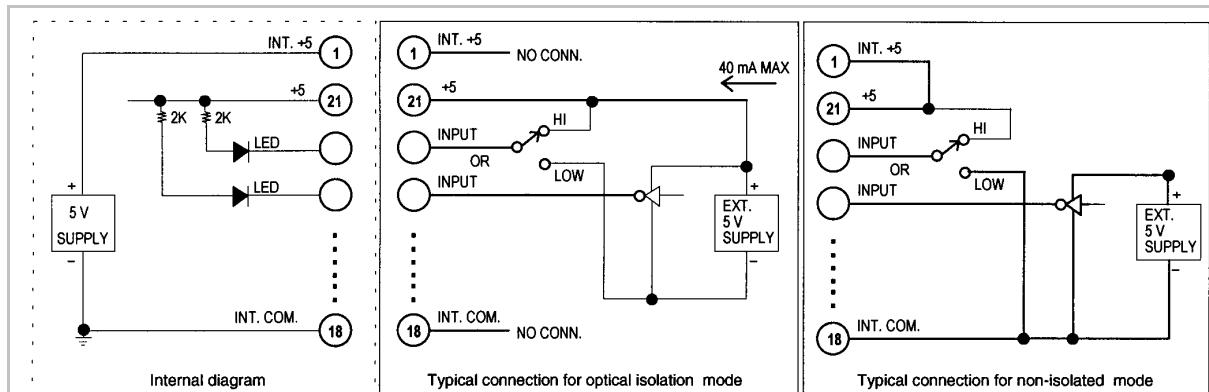 INT. +5
1
+5
21
2K
2K
LED
LED
+
5 V
SUPPLY
–
INT. COM.
18
Internal diagram
INT. +5
1
NO CONN.
40 mA MAX
+5
21
HI
INPUT
OR
LOW
INPUT
+
EXT.
5 V
SUPPLY
–
INT. COM.
18
NO CONN.
Typical connection for optical isolation mode
INT. +5
1
+5
21
HI
INPUT
OR
LOW
INPUT
+
EXT.
5 V
SUPPLY
–
INT. COM.
18
Typical connection for non-isolated mode